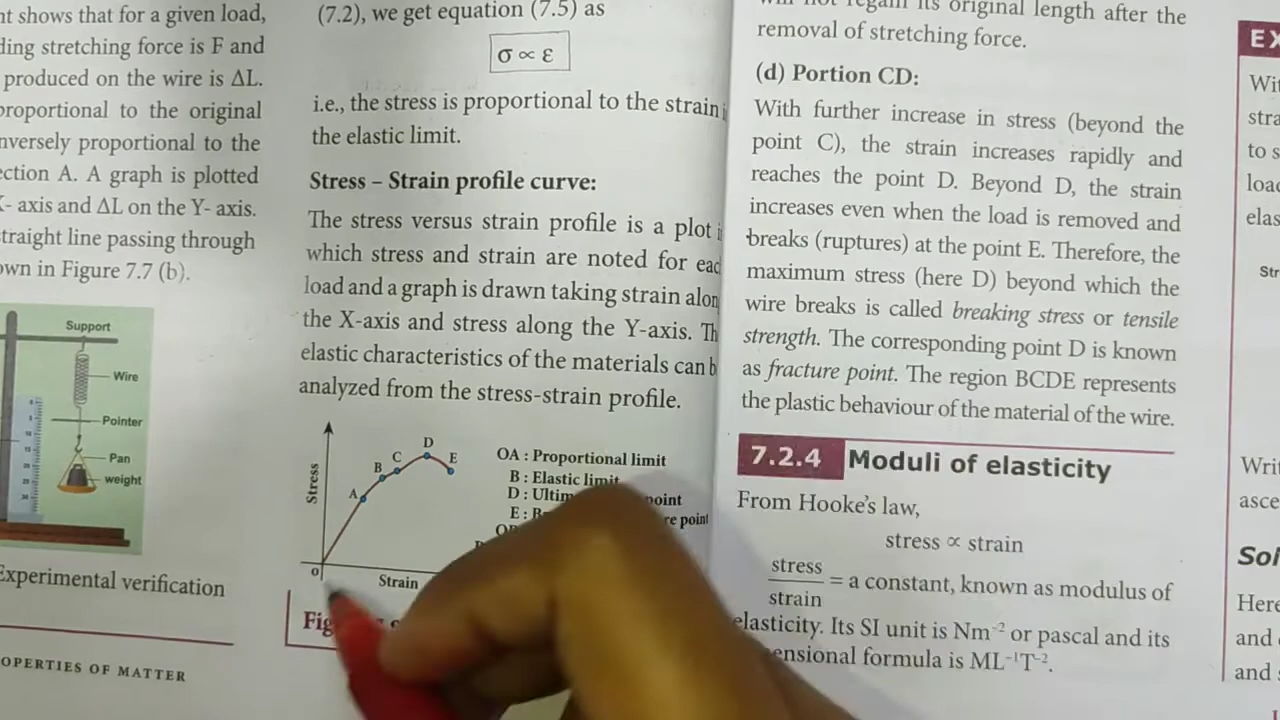 nt shows that for a given load,
ding stretching force is F and
produced on the wire is ΔL.
proportional to the original
nversely proportional to the
ection A. A graph is plotted
X- axis and ΔL on the Y- axis.
traight line passing through
own in Figure 7.7 (b).
Support
Wire
Pointer
Pan
weight
Experimental verification
OPERTIES OF MATTER
(7.2), we get equation (7.5) as
σ ∝ ε
i.e., the stress is proportional to the strain i
the elastic limit.
Stress – Strain profile curve:
The stress versus strain profile is a plot i
which stress and strain are noted for eac
load and a graph is drawn taking strain alon
the X-axis and stress along the Y-axis. Th
elastic characteristics of the materials can b
analyzed from the stress-strain profile.
Stress
A
B
C
D
E
O
Strain
OA : Proportional limit
B : Elastic limit
D : Ultim point
E : re point
Fig
regain its original length after the
removal of stretching force.
(d) Portion CD:
With further increase in stress (beyond the
point C), the strain increases rapidly and
reaches the point D. Beyond D, the strain
increases even when the load is removed and
breaks (ruptures) at the point E. Therefore, the
maximum stress (here D) beyond which the
wire breaks is called breaking stress or tensile
strength. The corresponding point D is known
as fracture point. The region BCDE represents
the plastic behaviour of the material of the wire.
7.2.4 Moduli of elasticity
From Hooke's law,
stress ∝ strain
stress
strain
= a constant, known as modulus of
elasticity. Its SI unit is Nm⁻² or pascal and its
ensional formula is ML⁻¹T⁻².
EX
Wit
stra
to s
load
elas
Str
Writ
asce
Sol
Here
and
and